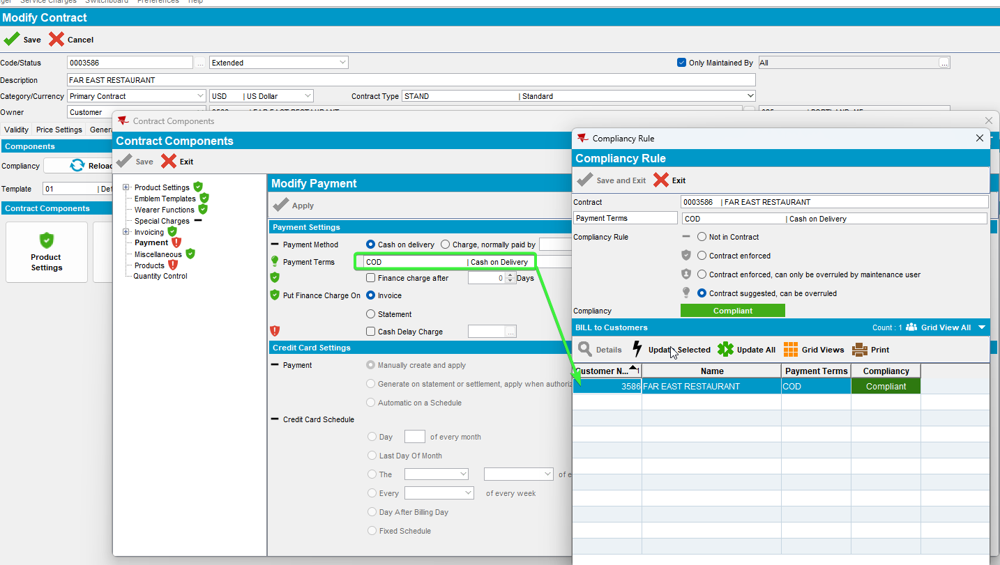 Service Charges Switchboard Preferences Help
Modify Contract
Save Cancel
Code/Status 0003586 ... Extended Only Maintained By All ...
Description FAR EAST RESTAURANT
Category/Currency Primary Contract USD | US Dollar Contract Type STAND | Standard
Owner Customer
Validity Price Settings
Components
Compliancy
Template 01
Contract Components
Product
Settings
Contract Components
Contract Components
Save Exit
Product Settings
Emblem Templates
Wearer Functions
Special Charges
Invoicing
Payment
Miscellaneous
Products
Quantity Control
Modify Payment
Apply
Payment Settings
Payment Method Cash on delivery Charge, normally paid by
Payment Terms COD | Cash on Delivery
Finance charge after 0 Days
Put Finance Charge On Invoice
Statement
Cash Delay Charge ...
Credit Card Settings
Payment Manually create and apply
Generate on statement or settlement, apply when
Automatic on a Schedule
Credit Card Schedule
Day of every month
Last Day Of Month
The of
Every of every week
Day After Billing Day
Fixed Schedule
Compliancy Rule
Compliancy Rule
Save and Exit Exit
Contract 0003586 | FAR EAST RESTAURANT
Payment Terms COD | Cash on Delivery
Compliancy Rule Not in Contract
Contract enforced
Contract enforced, can only be overruled by maintenance user
Contract suggested, can be overruled
Compliancy Compliant
BILL to Customers Count : 1 Grid View All
Details Update Selected Update All Grid Views Print
Customer N... 1 Name Payment Terms Compliancy
3586 FAR EAST RESTAURANT COD Compliant